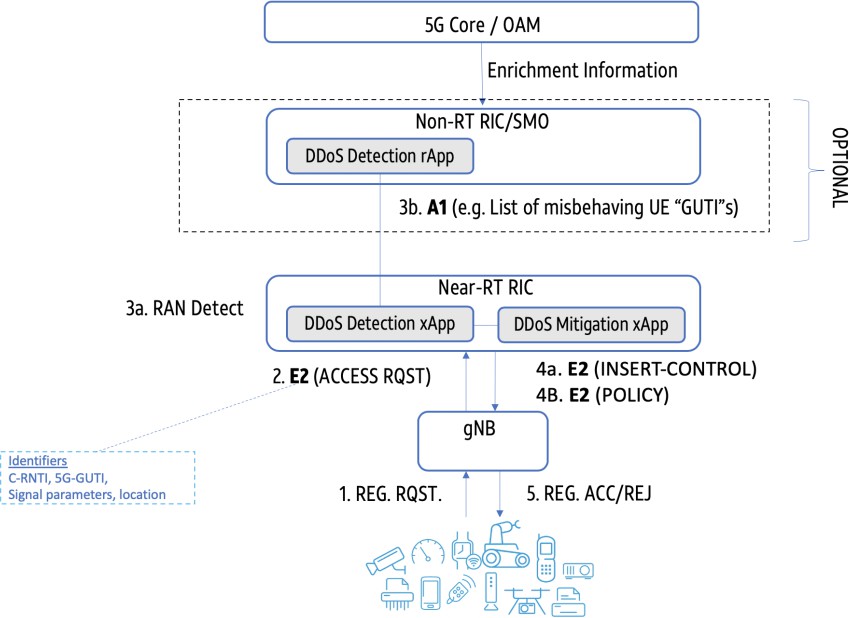 5G Core / OAM
Enrichment Information
Non-RT RIC/SMO
DDoS Detection rApp
OPTIONAL
3b. A1 (e.g. List of misbehaving UE “GUTI”s)
Near-RT RIC
3a. RAN Detect
DDoS Detection xApp
DDoS Mitigation xApp
2. E2 (ACCESS RQST)
4a. E2 (INSERT-CONTROL)
4B. E2 (POLICY)
gNB
Identifiers
C-RNTI, 5G-GUTI,
Signal parameters, location
1. REG. RQST.
5. REG. ACC/REJ